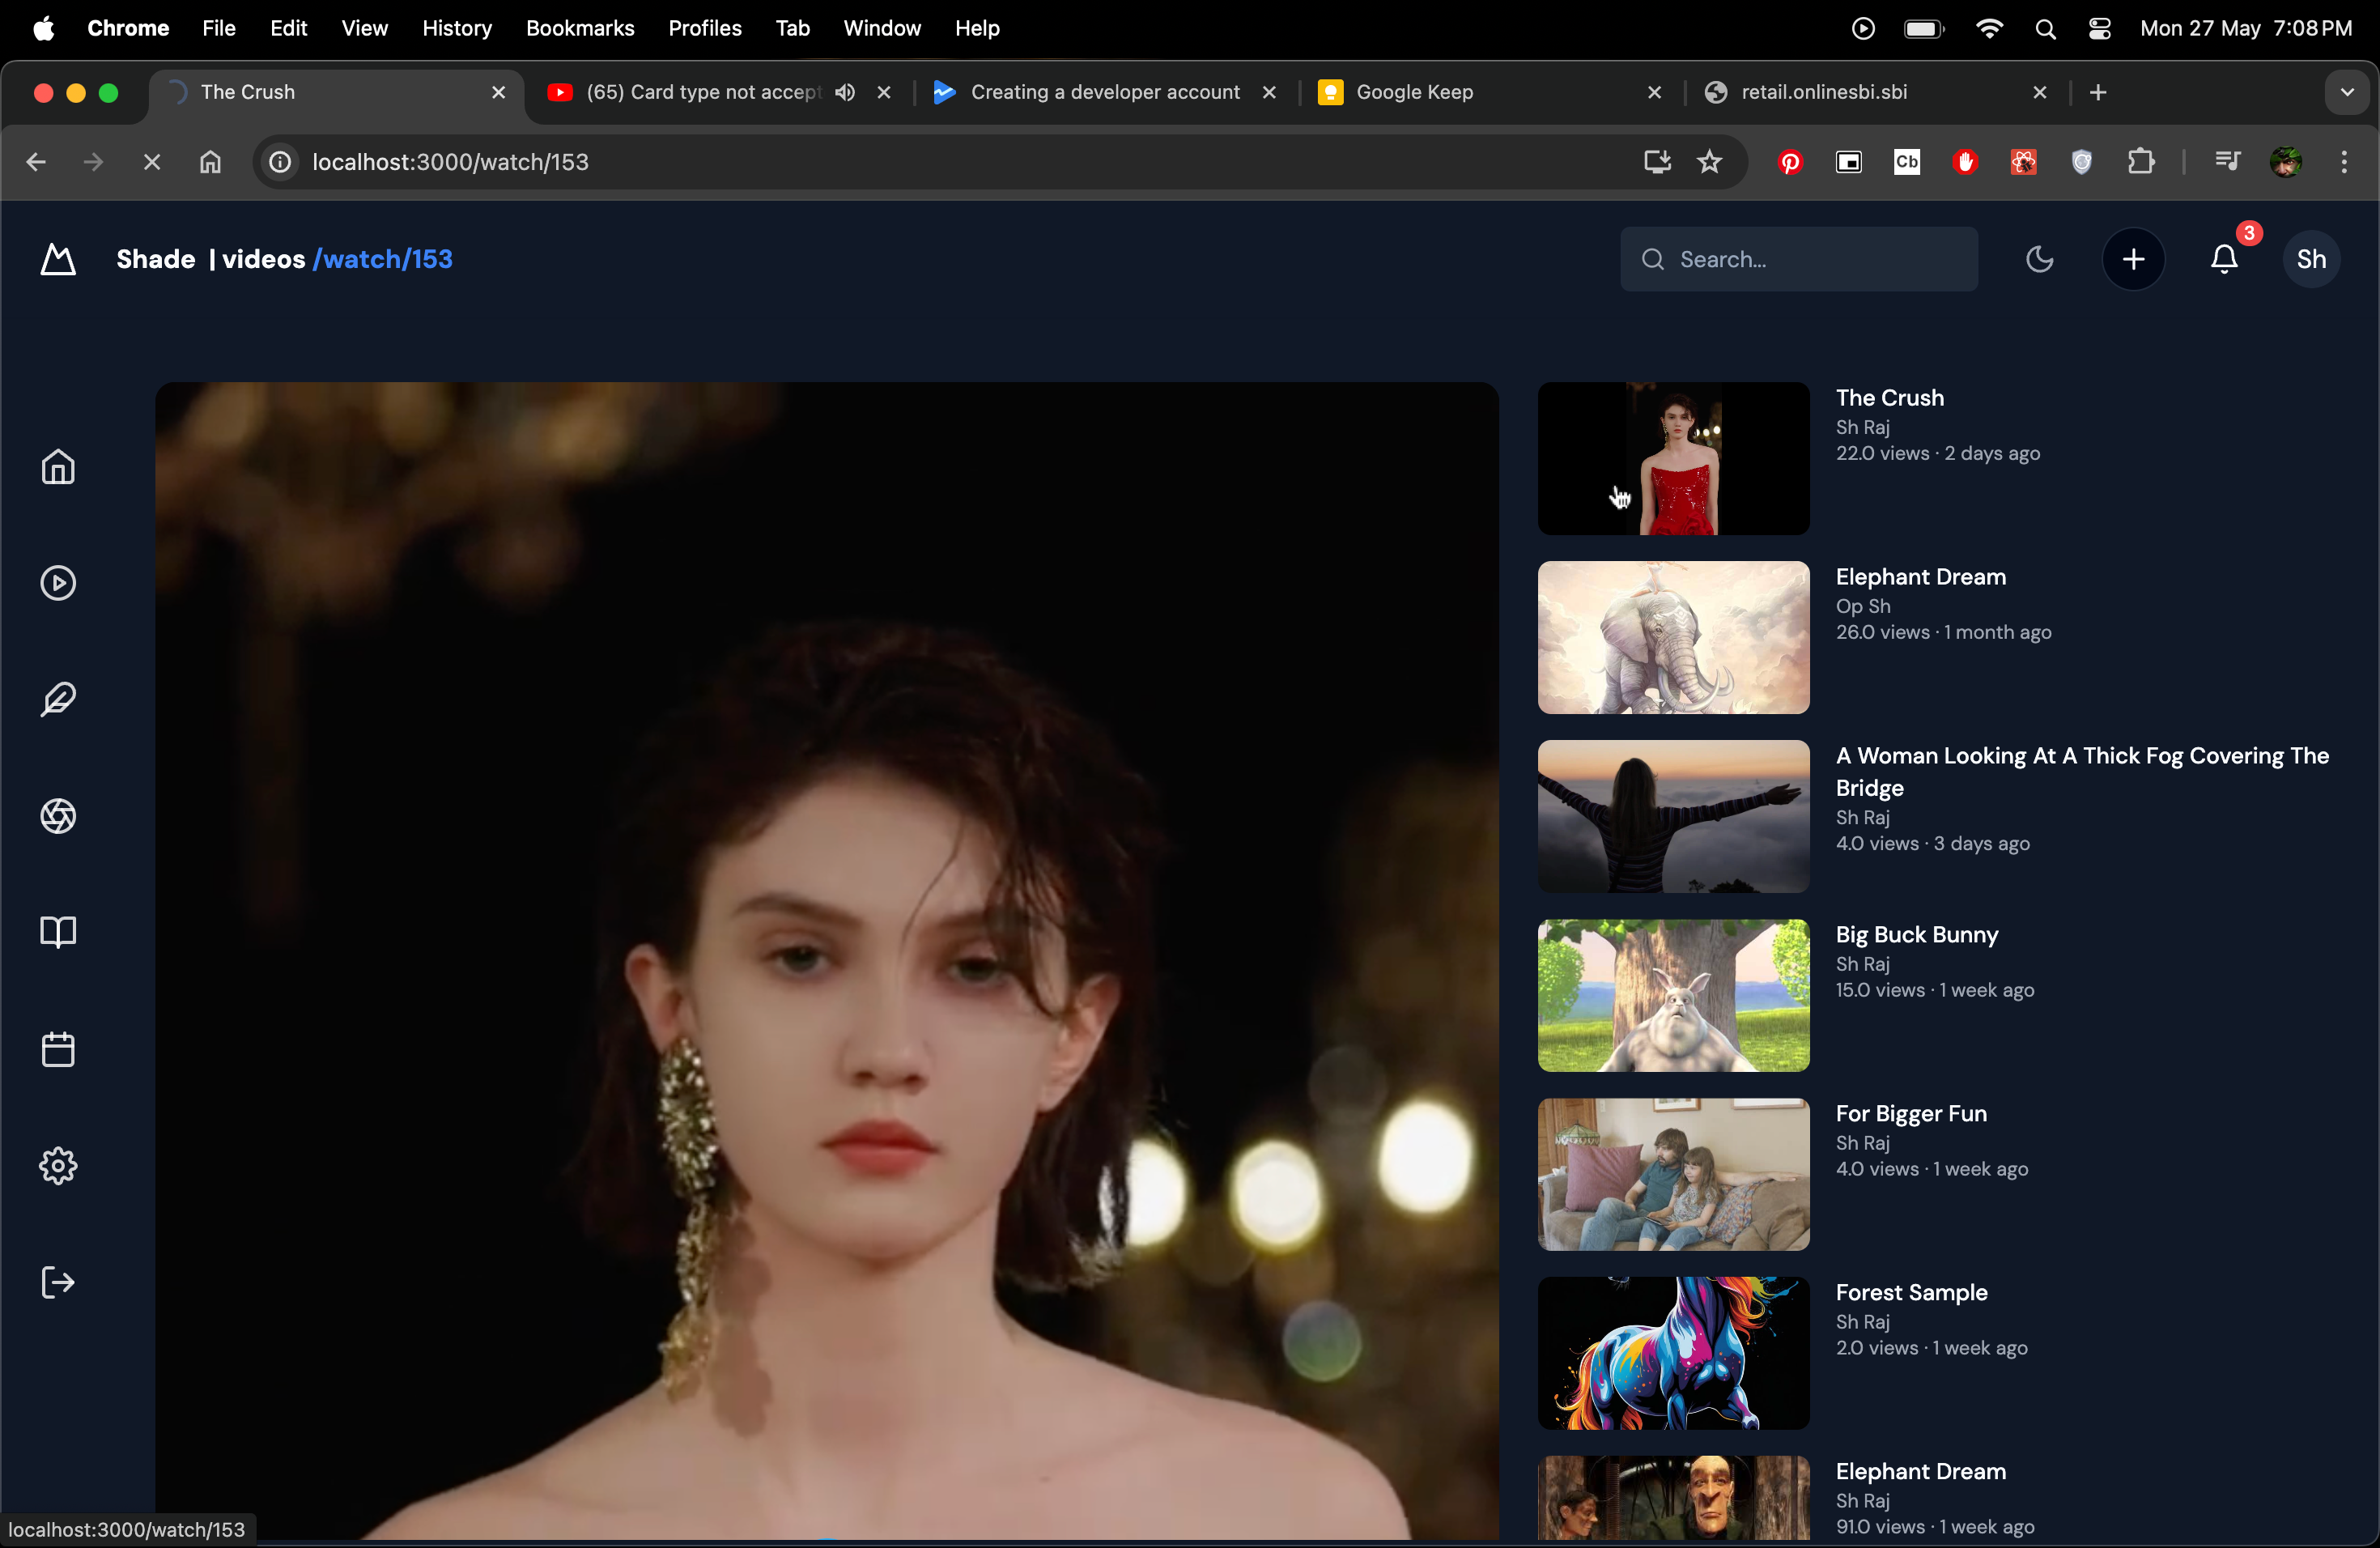 Chrome File Edit View History Bookmarks Profiles Tab Window Help Mon 27 May 7:08 PM
The Crush (65) Card type not accept Creating a developer account Google Keep retail.onlinesbi.sbi
localhost:3000/watch/153 Cb
Shade | videos /watch/153 Search... 3 Sh
The Crush
Sh Raj
22.0 views · 2 days ago
Elephant Dream
Op Sh
26.0 views · 1 month ago
A Woman Looking At A Thick Fog Covering The
Bridge
Sh Raj
4.0 views · 3 days ago
Big Buck Bunny
Sh Raj
15.0 views · 1 week ago
For Bigger Fun
Sh Raj
4.0 views · 1 week ago
Forest Sample
Sh Raj
2.0 views · 1 week ago
Elephant Dream
Sh Raj
91.0 views · 1 week ago
localhost:3000/watch/153